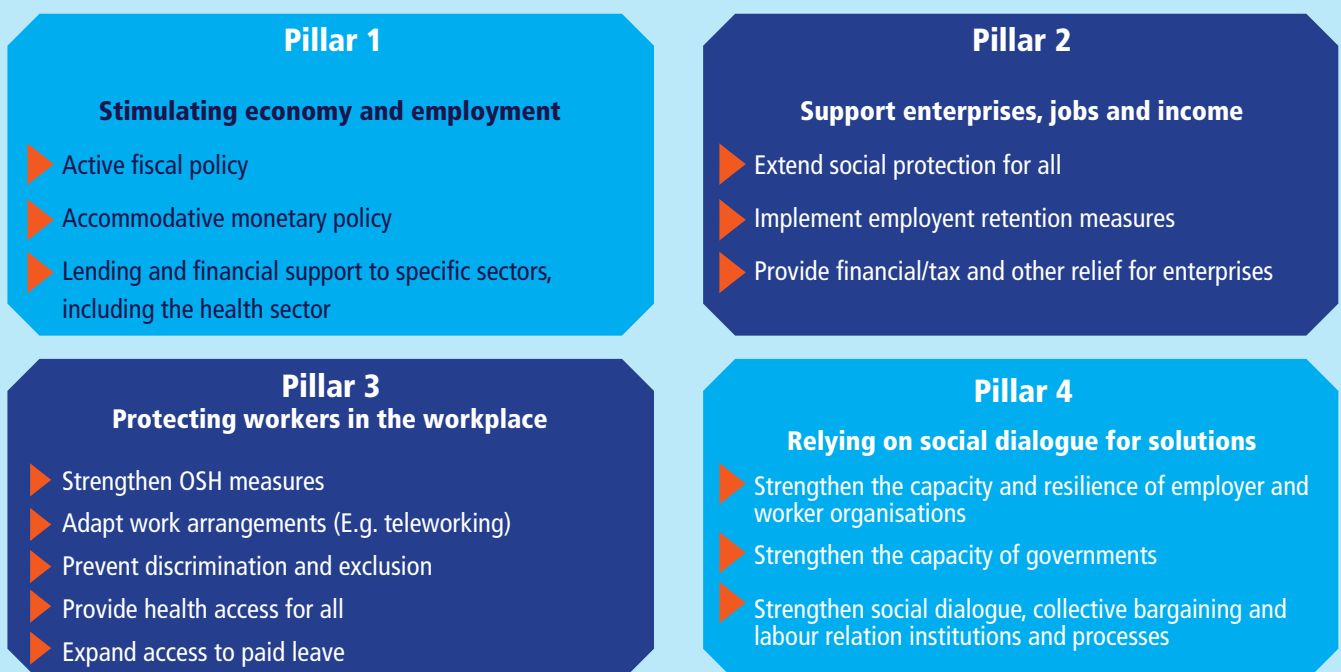 Pillar 1
Stimulating economy and employment
Active fiscal policy
Accommodative monetary policy
Lending and financial support to specific sectors,
including the health sector
Pillar 2
Support enterprises, jobs and income
Extend social protection for all
Implement employent retention measures
Provide financial/tax and other relief for enterprises
Pillar 3
Protecting workers in the workplace
Strengthen OSH measures
Adapt work arrangements (E.g. teleworking)
Prevent discrimination and exclusion
Provide health access for all
Expand access to paid leave
Pillar 4
Relying on social dialogue for solutions
Strengthen the capacity and resilience of employer and
worker organisations
Strengthen the capacity of governments
Strengthen social dialogue, collective bargaining and
labour relation institutions and processes